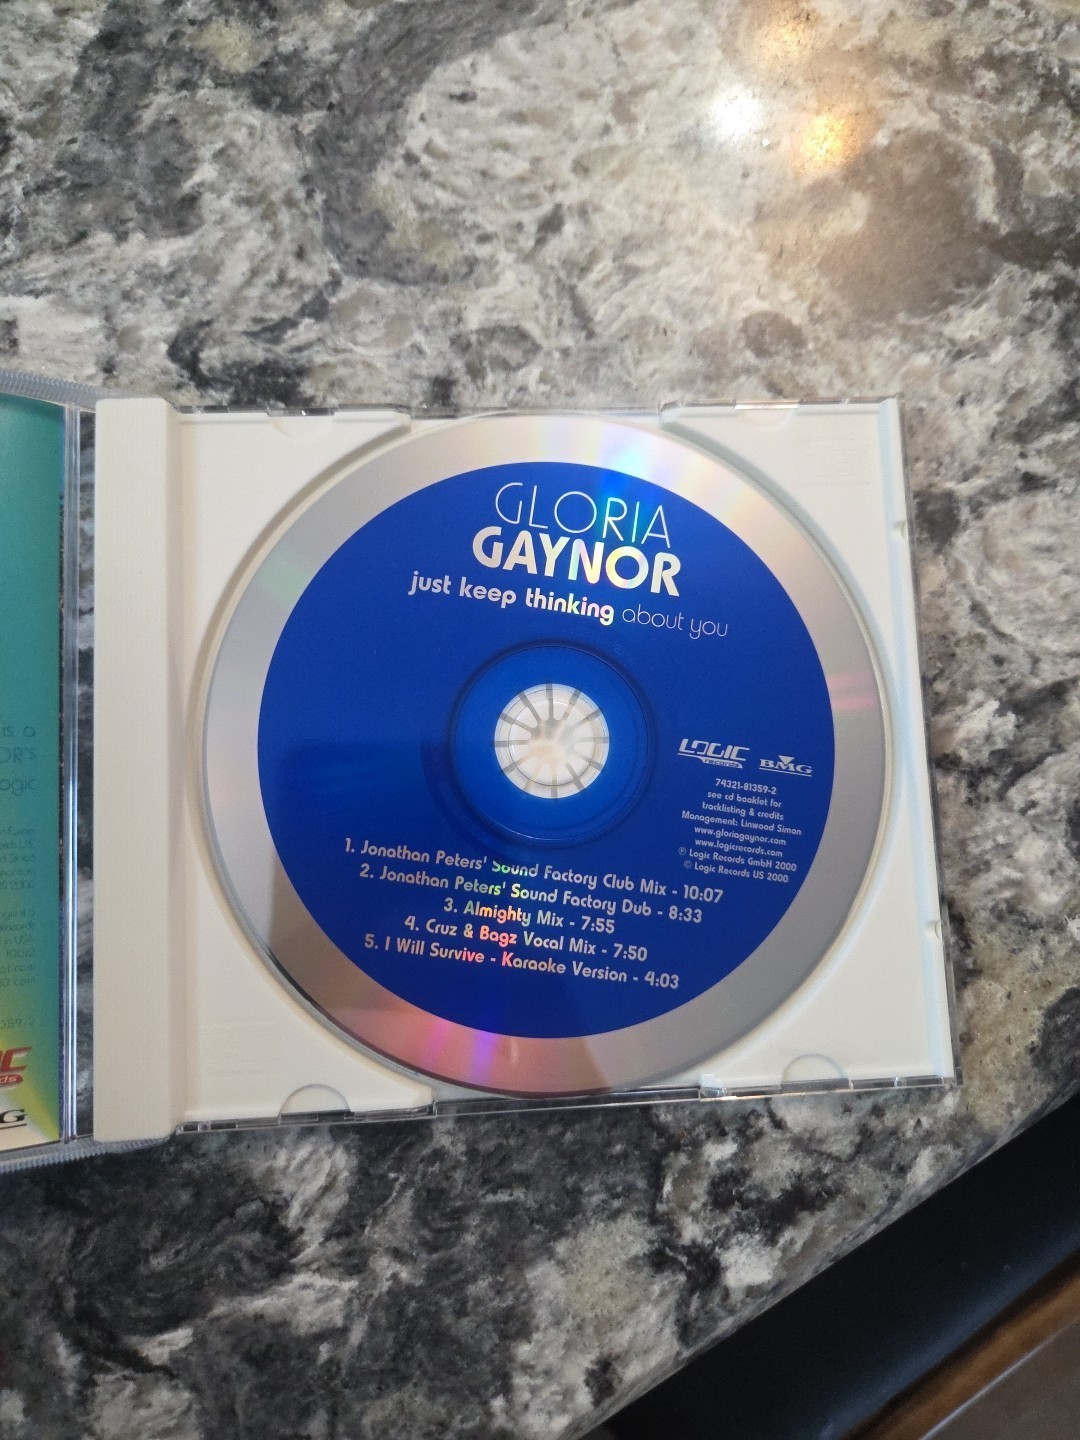 GLORIA
GAYNOR
just keep thinking about you
LOGIC
records
BMG
74321-81359-2
see cd booklet for
tracklisting & credits
Management: Linwood Simon
www.gloriagaynor.com
www.logicrecords.com
℗ Logic Records GmbH 2000
© Logic Records US 2000
1. Jonathan Peters' Sound Factory Club Mix - 10:07
2. Jonathan Peters' Sound Factory Dub - 8:33
3. Almighty Mix - 7:55
4. Cruz & Bagz Vocal Mix - 7:50
5. I Will Survive - Karaoke Version - 4:03
is a
OR's